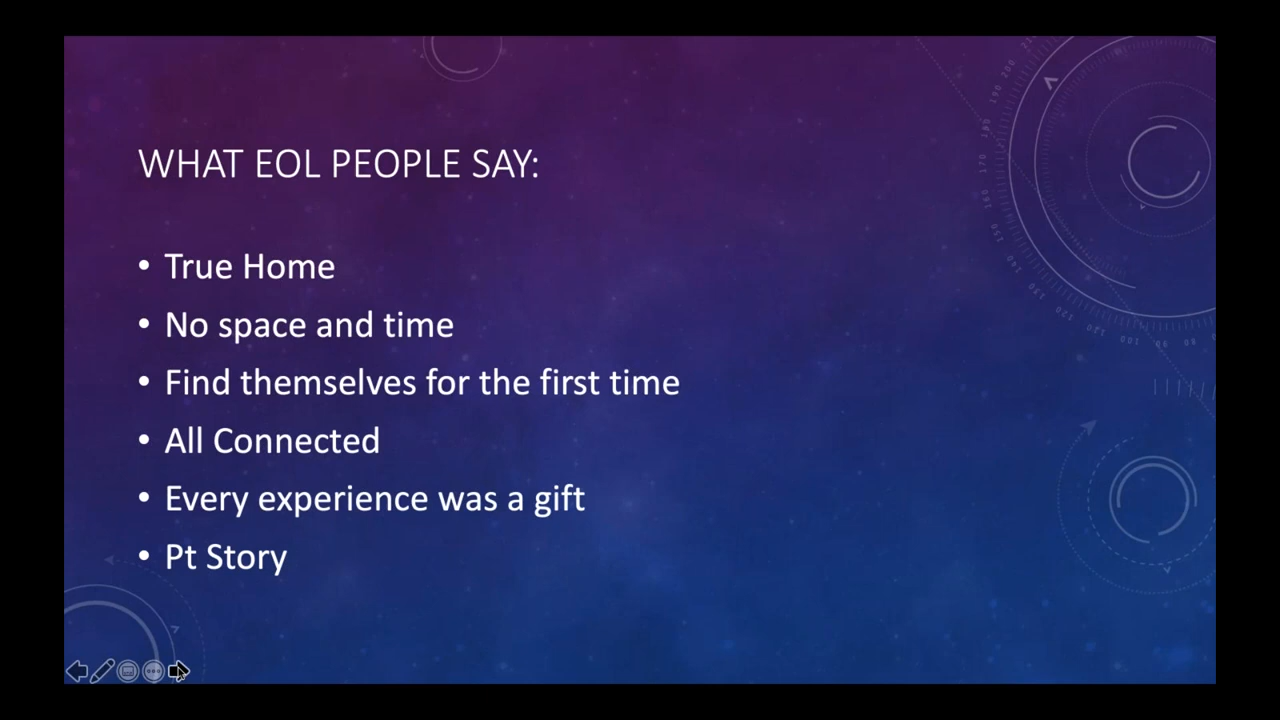 WHAT EOL PEOPLE SAY:
• True Home
• No space and time
• Find themselves for the first time
• All Connected
• Every experience was a gift
• Pt Story